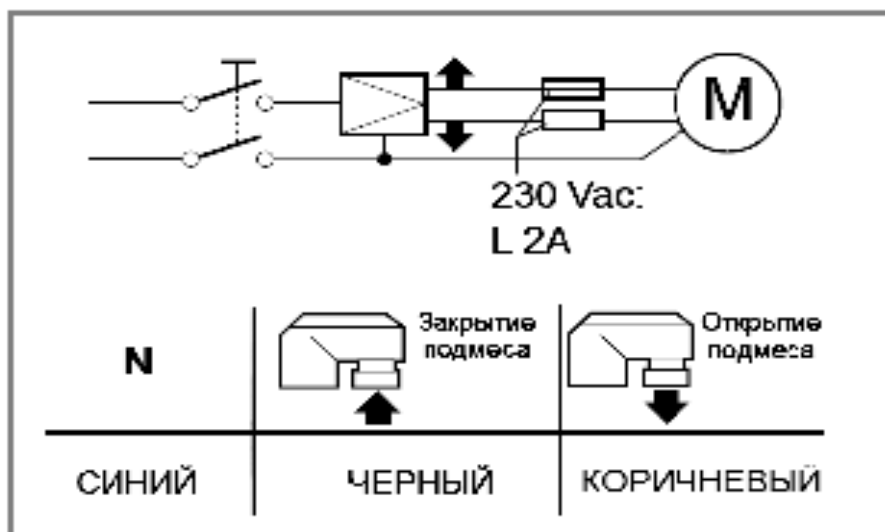 M
230 Vac:
L 2A
N
Закрытие
подмеса
Открытие
подмеса
СИНИЙ
ЧЕРНЫЙ
КОРИЧНЕВЫЙ